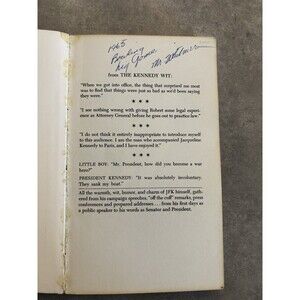 1965
from THE KENNEDY WIT:
"When we got into office, the thing that surprised me most
was to find that things were just as bad as we'd been saying
they were."
★ ★ ★
"I see nothing wrong with giving Robert some legal experi-
ence as Attorney General before he goes out to practice law."
★ ★ ★
"I do not think it entirely inappropriate to introduce myself
to this audience. I am the man who accompanied Jacqueline
Kennedy to Paris, and I have enjoyed it."
★ ★ ★
LITTLE BOY: "Mr. President, how did you become a war
hero?"
PRESIDENT KENNEDY: "It was absolutely involuntary.
They sank my boat."
All the warmth, wit, humor, and charm of JFK himself, gath-
ered from his campaign speeches, "off the cuff" remarks, press
conferences and prepared addresses . . . from his first days as
a public speaker to his words as Senator and President.